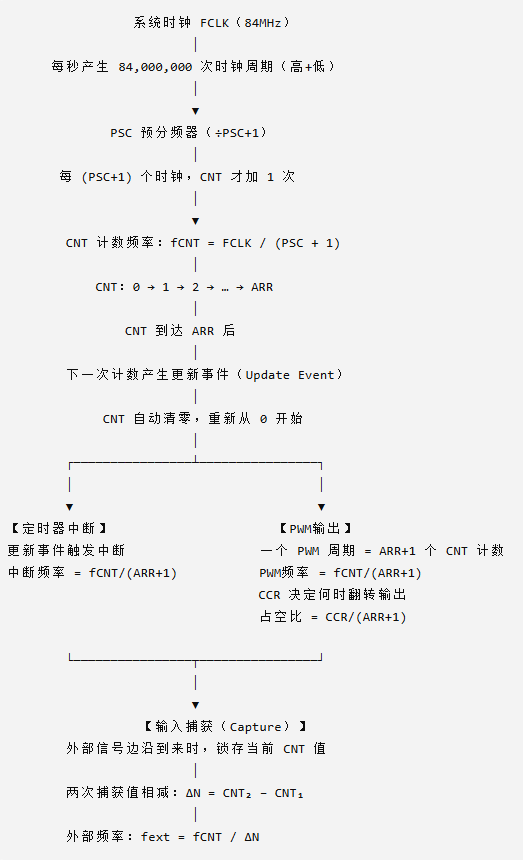 系统时钟 FCLK（84MHz）
每秒产生 84,000,000 次时钟周期（高+低）
PSC 预分频器（÷PSC+1）
每 (PSC+1) 个时钟，CNT 才加 1 次
CNT 计数频率：fCNT = FCLK / (PSC + 1)
CNT：0 → 1 → 2 → … → ARR
CNT 到达 ARR 后
下一次计数产生更新事件（Update Event）
CNT 自动清零，重新从 0 开始
【定时器中断】
更新事件触发中断
中断频率 = fCNT/(ARR+1)
【PWM输出】
一个 PWM 周期 = ARR+1 个 CNT 计数
PWM频率 = fCNT/(ARR+1)
CCR 决定何时翻转输出
占空比 = CCR/(ARR+1)
【输入捕获（Capture）】
外部信号边沿到来时，锁存当前 CNT 值
两次捕获值相减：ΔN = CNT₂ − CNT₁
外部频率：fext = fCNT / ΔN